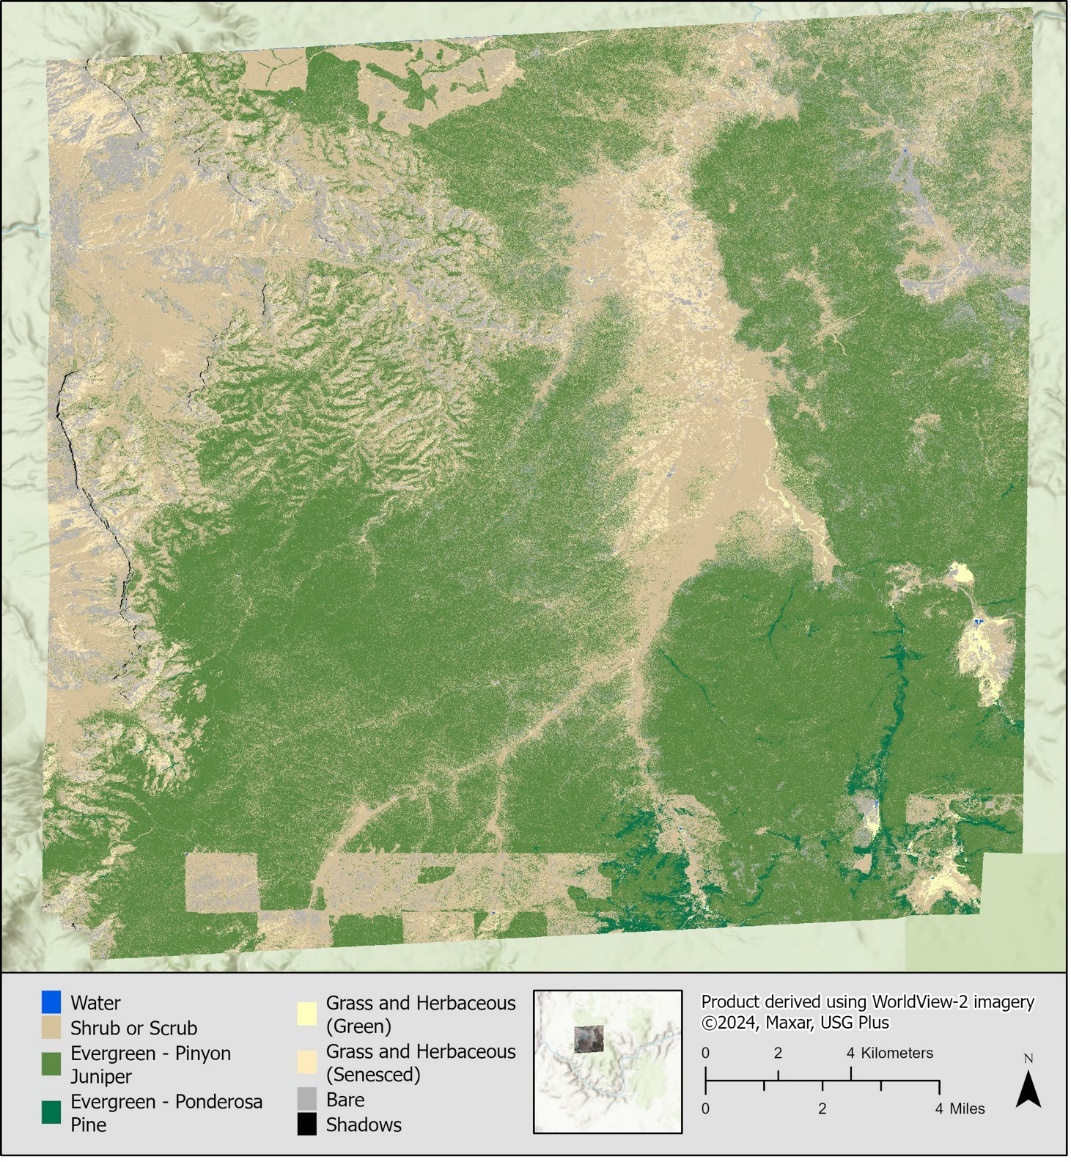 Water
Shrub or Scrub
Evergreen - Pinyon
Juniper
Evergreen - Ponderosa
Pine
Grass and Herbaceous
(Green)
Grass and Herbaceous
(Senesced)
Bare
Shadows
Product derived using WorldView-2 imagery
©2024, Maxar, USG Plus
0 2 4 Kilometers
0 2 4 Miles
N